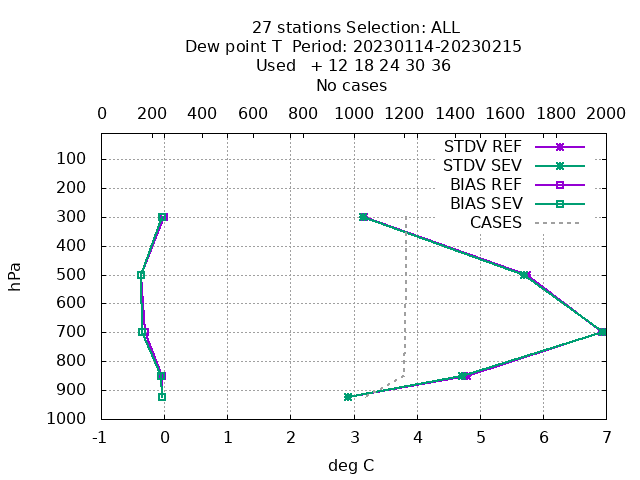 27 stations Selection: ALL
Dew point T  Period: 20230114-20230215
Used   + 12 18 24 30 36
No cases
0 200 400 600 800 1000 1200 1400 1600 1800 2000
STDV REF
STDV SEV
BIAS REF
BIAS SEV
CASES
100
200
300
400
500
600
700
800
900
1000
hPa
-1 0 1 2 3 4 5 6 7
deg C